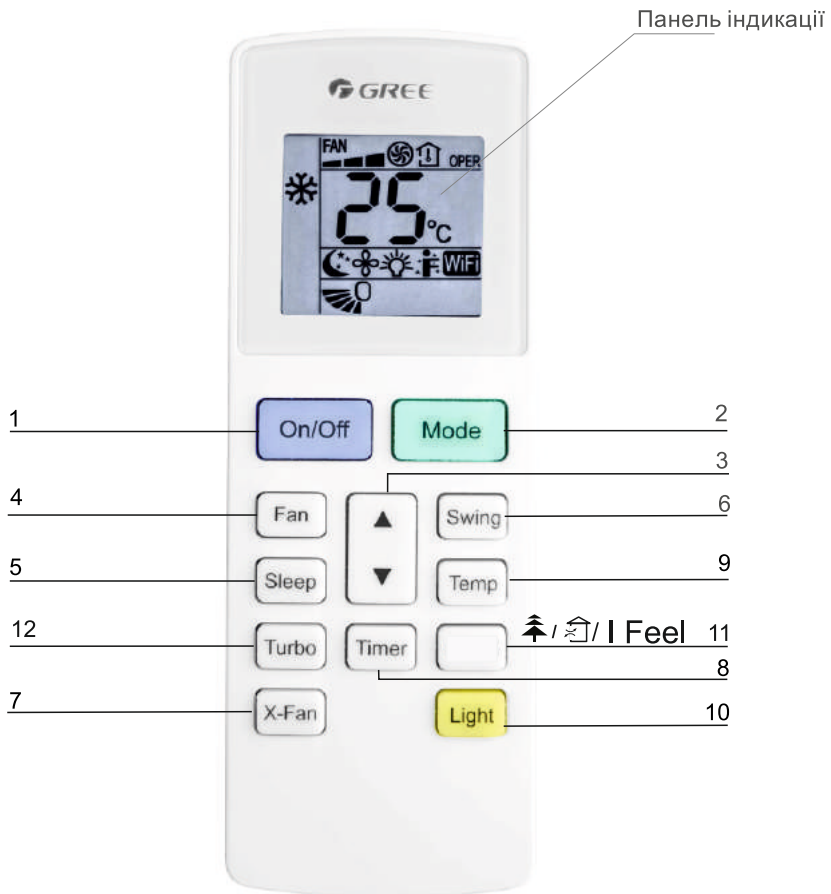 Панель індикації
GREE
FAN
OPER
25°C
WiFi
1
On/Off
Mode
2
3
4
Fan
Swing
6
5
Sleep
Temp
9
12
Turbo
Timer
/ / I Feel 11
8
7
X-Fan
Light
10